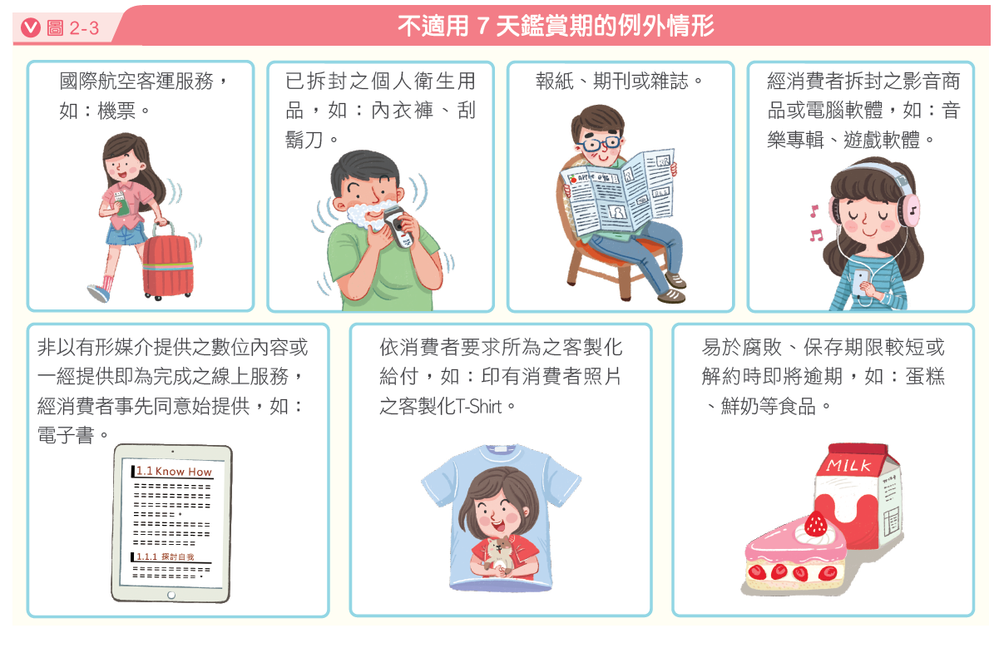 圖 2-3
不適用 7 天鑑賞期的例外情形
國際航空客運服務，
如：機票。
已拆封之個人衛生用
品，如：內衣褲、刮
鬍刀。
報紙、期刊或雜誌。
經消費者拆封之影音商
品或電腦軟體，如：音
樂專輯、遊戲軟體。
非以有形媒介提供之數位內容或
一經提供即為完成之線上服務，
經消費者事先同意始提供，如：
電子書。
1.1 Know How
1.1.1 探討自我
依消費者要求所為之客製化
給付，如：印有消費者照片
之客製化T-Shirt。
易於腐敗、保存期限較短或
解約時即將逾期，如：蛋糕
、鮮奶等食品。
MILK